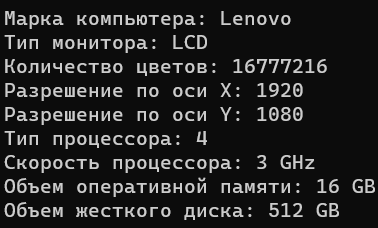 Марка компьютера: Lenovo
Тип монитора: LCD
Количество цветов: 16777216
Разрешение по оси X: 1920
Разрешение по оси Y: 1080
Тип процессора: 4
Скорость процессора: 3 GHz
Объем оперативной памяти: 16 GB
Объем жесткого диска: 512 GB